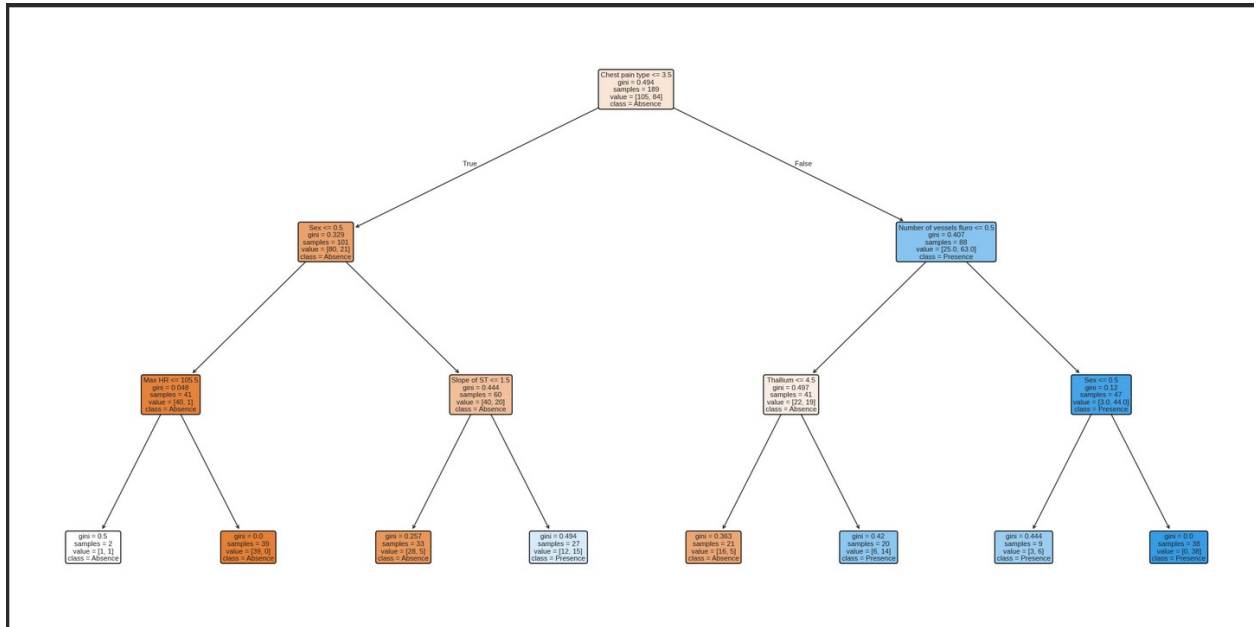 Chest pain type <= 3.5
gini = 0.494
samples = 189
value = [105, 84]
class = Absence
True
False
Sex <= 0.5
gini = 0.329
samples = 101
value = [80, 21]
class = Absence
Number of vessels fluro <= 0.5
gini = 0.407
samples = 88
value = [25.0, 63.0]
class = Presence
Max HR <= 105.5
gini = 0.048
samples = 41
value = [40, 1]
class = Absence
Slope of ST <= 1.5
gini = 0.444
samples = 60
value = [40, 20]
class = Absence
Thallium <= 4.5
gini = 0.497
samples = 41
value = [22, 19]
class = Absence
Sex <= 0.5
gini = 0.12
samples = 47
value = [3.0, 44.0]
class = Presence
gini = 0.5
samples = 2
value = [1, 1]
class = Absence
gini = 0.0
samples = 39
value = [39, 0]
class = Absence
gini = 0.257
samples = 33
value = [28, 5]
class = Absence
gini = 0.494
samples = 27
value = [12, 15]
class = Presence
gini = 0.363
samples = 21
value = [16, 5]
class = Absence
gini = 0.42
samples = 20
value = [6, 14]
class = Presence
gini = 0.444
samples = 9
value = [3, 6]
class = Presence
gini = 0.0
samples = 38
value = [0, 38]
class = Presence